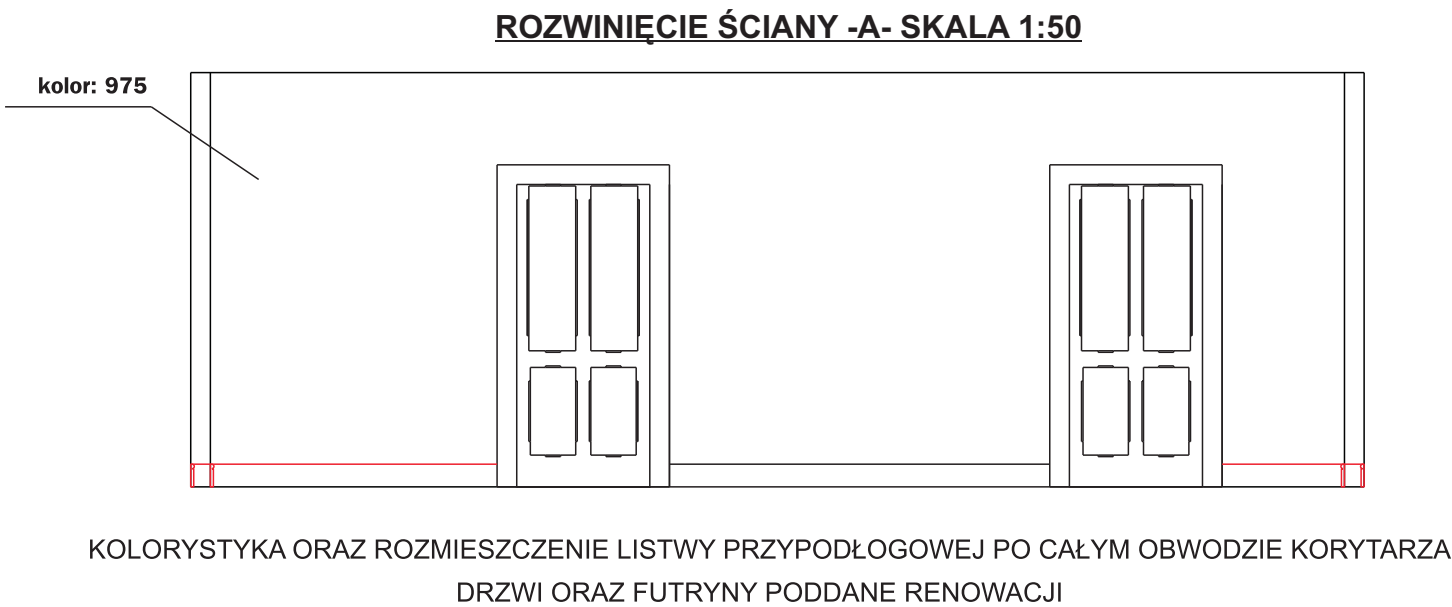 ROZWINIĘCIE ŚCIANY -A- SKALA 1:50
kolor: 975
KOLORYSTYKA ORAZ ROZMIESZCZENIE LISTWY PRZYPODŁOGOWEJ PO CAŁYM OBWODZIE KORYTARZA
DRZWI ORAZ FUTRYNY PODDANE RENOWACJI